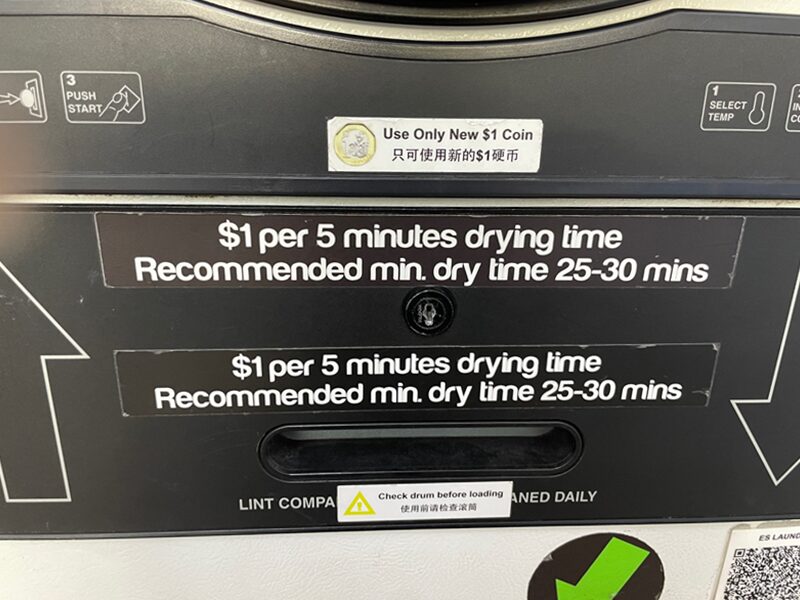 3
PUSH
START
1
SELECT
TEMP
Use Only New $1 Coin
只可使用新的$1硬币
$1 per 5 minutes drying time
Recommended min. dry time 25-30 mins
$1 per 5 minutes drying time
Recommended min. dry time 25-30 mins
LINT
DAILY
Check drum before loading
使用前请检查滚筒
ES